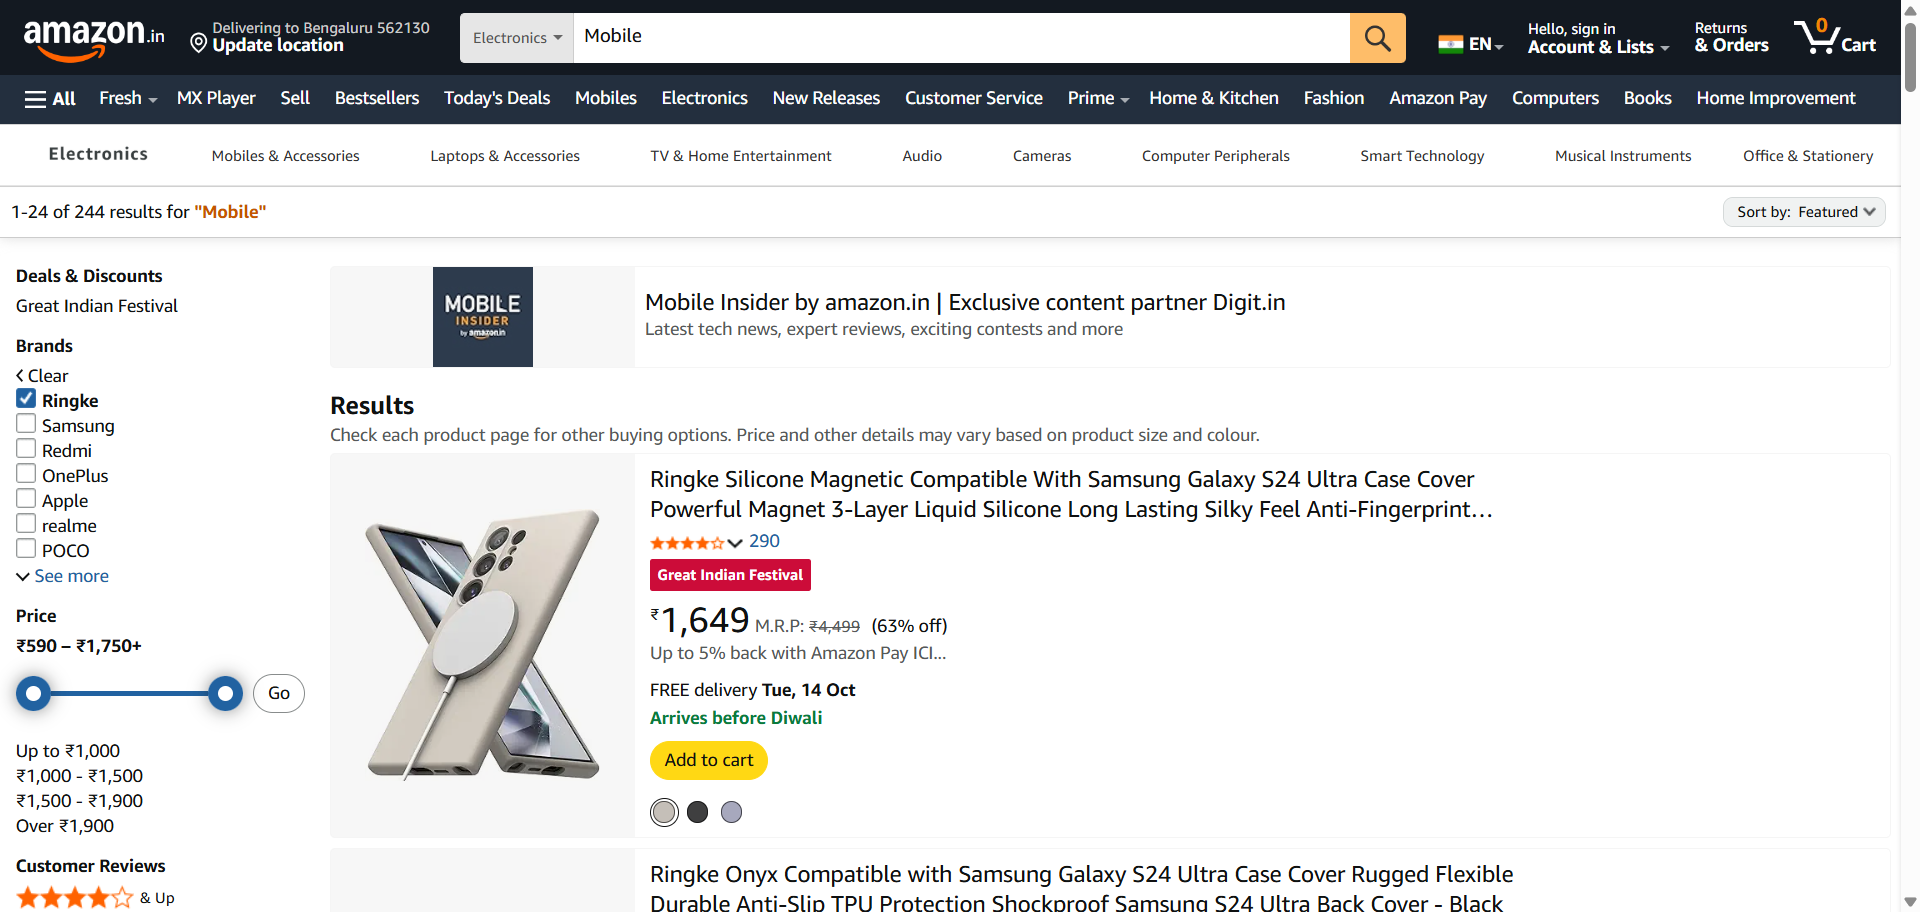 amazon.in
Delivering to Bengaluru 562130
Update location
Electronics
Mobile
EN
Hello, sign in
Account & Lists
Returns
& Orders
0
Cart
All
Fresh
MX Player
Sell
Bestsellers
Today's Deals
Mobiles
Electronics
New Releases
Customer Service
Prime
Home & Kitchen
Fashion
Amazon Pay
Computers
Books
Home Improvement
Electronics
Mobiles & Accessories
Laptops & Accessories
TV & Home Entertainment
Audio
Cameras
Computer Peripherals
Smart Technology
Musical Instruments
Office & Stationery
1-24 of 244 results for "Mobile"
Sort by: Featured
Deals & Discounts
Great Indian Festival
Brands
Clear
Ringke
Samsung
Redmi
OnePlus
Apple
realme
POCO
See more
Price
₹590 – ₹1,750+
Go
Up to ₹1,000
₹1,000 - ₹1,500
₹1,500 - ₹1,900
Over ₹1,900
Customer Reviews
& Up
MOBILE
INSIDER
by amazon.in
Mobile Insider by amazon.in | Exclusive content partner Digit.in
Latest tech news, expert reviews, exciting contests and more
Results
Check each product page for other buying options. Price and other details may vary based on product size and colour.
Ringke Silicone Magnetic Compatible With Samsung Galaxy S24 Ultra Case Cover
Powerful Magnet 3-Layer Liquid Silicone Long Lasting Silky Feel Anti-Fingerprint…
290
Great Indian Festival
₹1,649 M.R.P: ₹4,499 (63% off)
Up to 5% back with Amazon Pay ICI...
FREE delivery Tue, 14 Oct
Arrives before Diwali
Add to cart
Ringke Onyx Compatible with Samsung Galaxy S24 Ultra Case Cover Rugged Flexible
Durable Anti-Slip TPU Protection Shockproof Samsung S24 Ultra Back Cover - Black